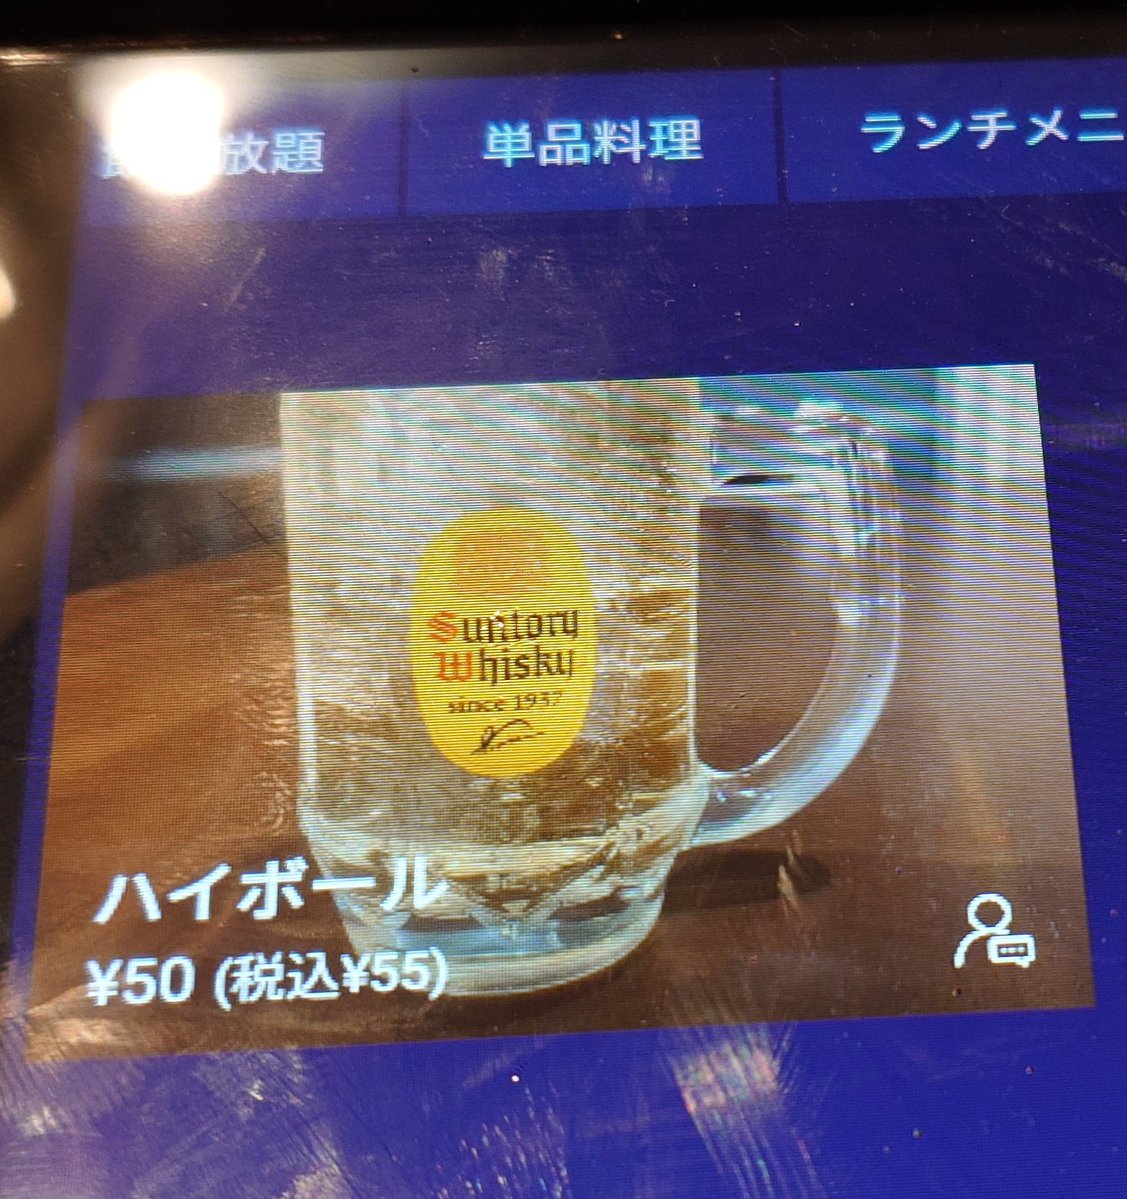 放題
単品料理
ランチメニ
Suntory
Whisky
since 1937
ハイボール
¥50 (税込¥55)